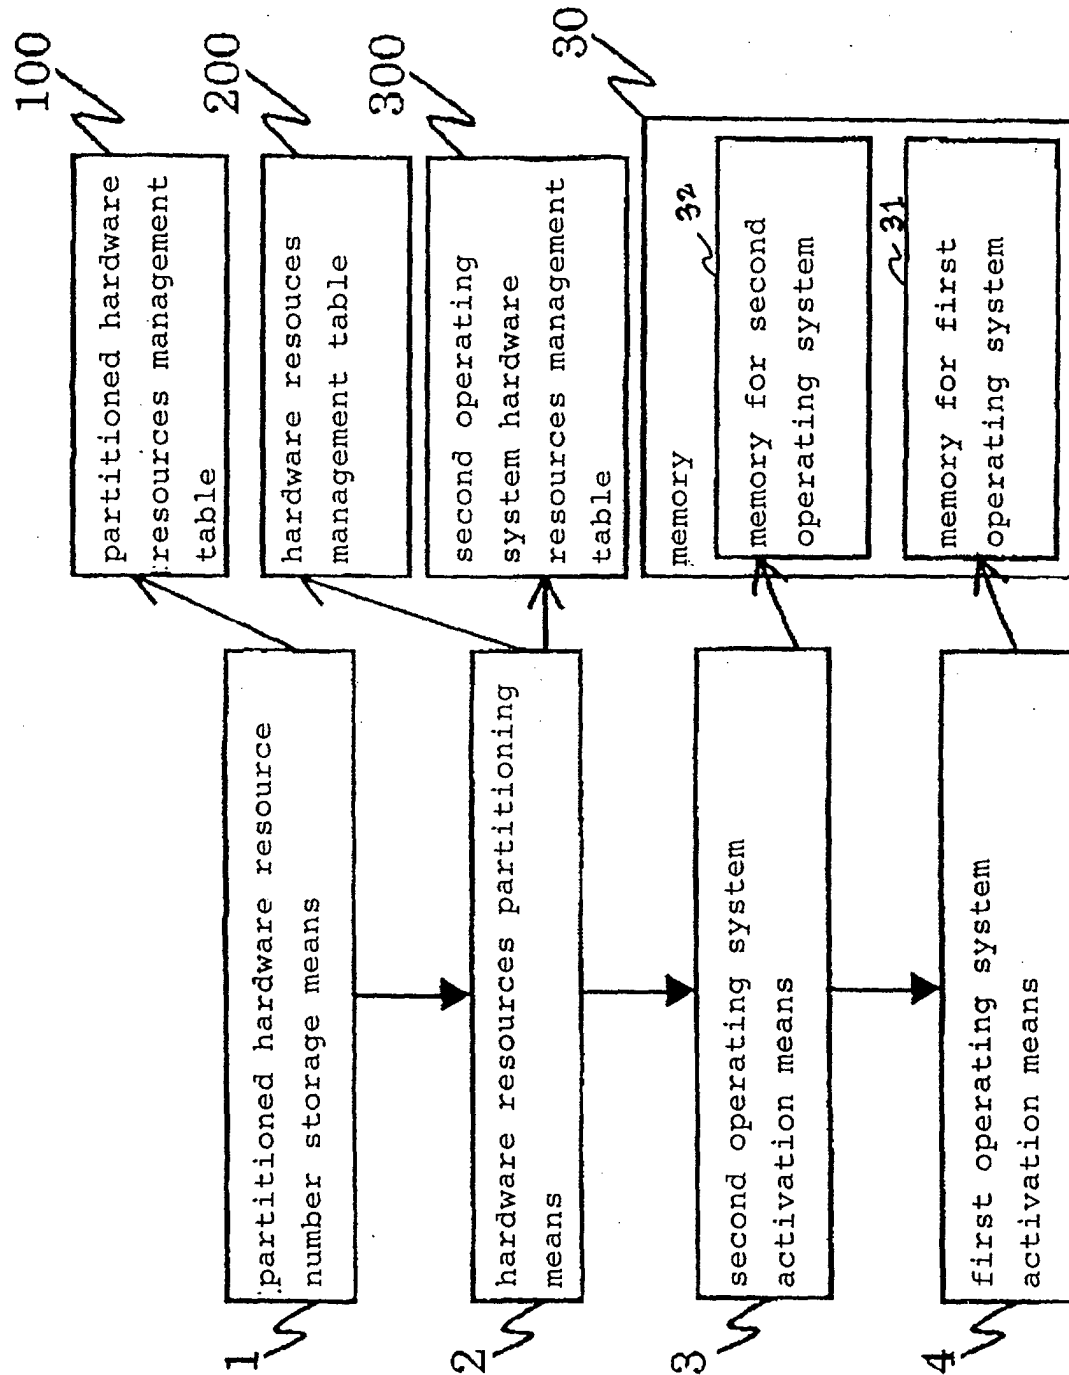 1
partitioned hardware resource
number storage means
2
hardware resources partitioning
means
3
second operating system
activation means
4
first operating system
activation means
100
partitioned hardware
resources management
table
200
hardware resouces
management table
300
second operating
system hardware
resources management
table
30
memory
32
memory for second
operating system
31
memory for first
operating system